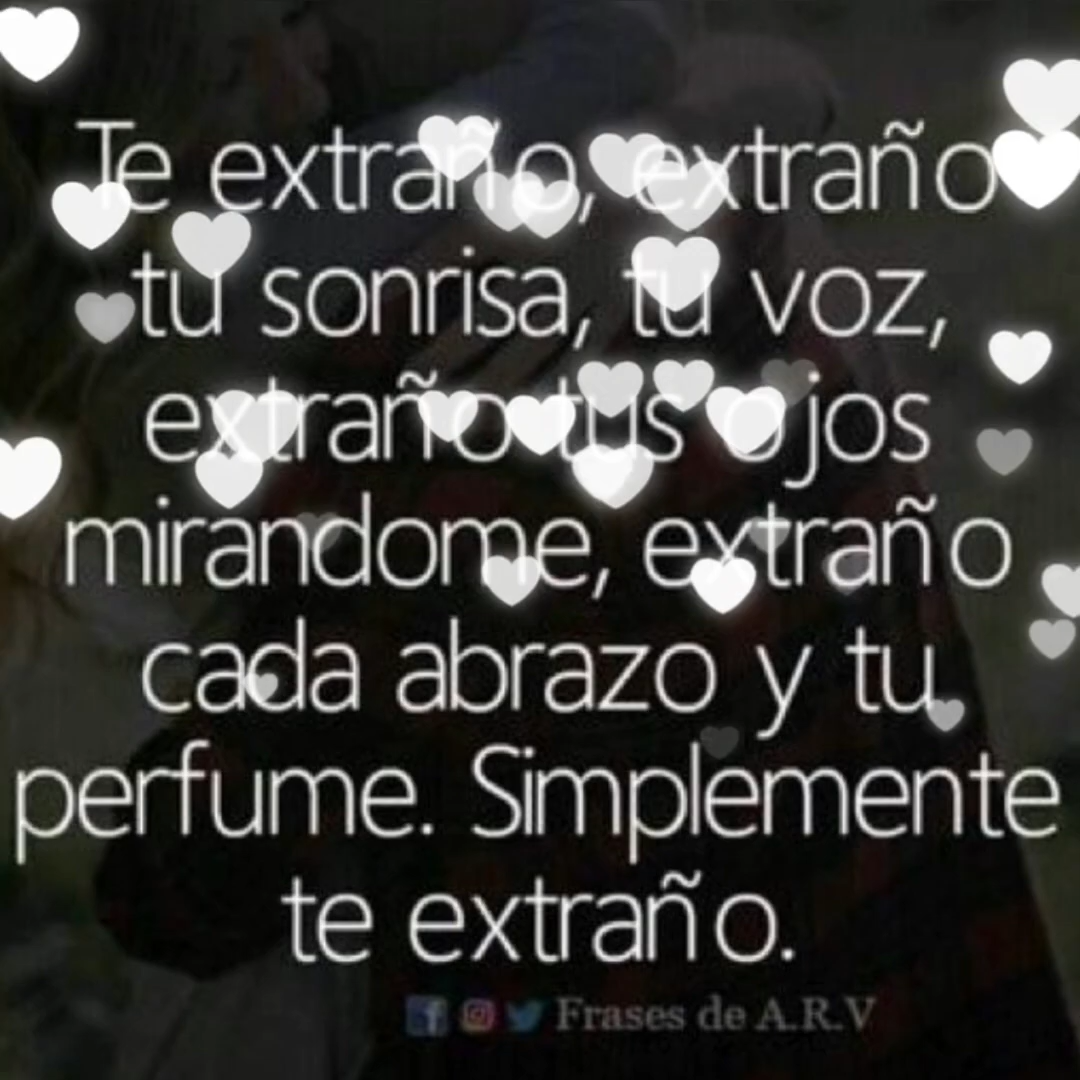 Te extraño, extraño
tu sonrisa, tu voz,
extraño tus ojos
mirandome, extraño
cada abrazo y tu
perfume. Simplemente
te extraño.
Frases de A.R.V